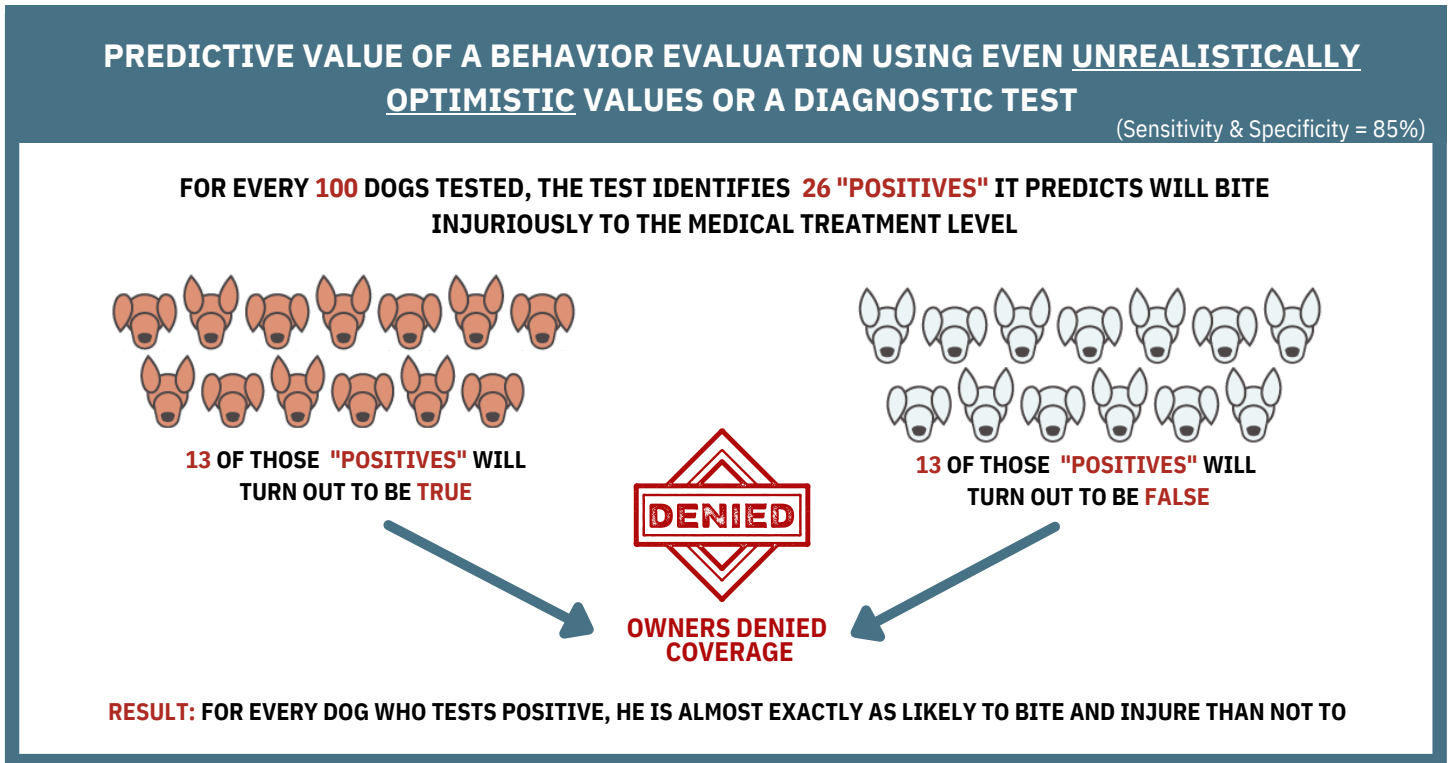 PREDICTIVE VALUE OF A BEHAVIOR EVALUATION USING EVEN UNREALISTICALLY
OPTIMISTIC VALUES OR A DIAGNOSTIC TEST
(Sensitivity & Specificity = 85%)
FOR EVERY 100 DOGS TESTED, THE TEST IDENTIFIES 26 "POSITIVES" IT PREDICTS WILL BITE
INJURIOUSLY TO THE MEDICAL TREATMENT LEVEL
13 OF THOSE "POSITIVES" WILL
TURN OUT TO BE TRUE
13 OF THOSE "POSITIVES" WILL
TURN OUT TO BE FALSE
DENIED
OWNERS DENIED
COVERAGE
RESULT: FOR EVERY DOG WHO TESTS POSITIVE, HE IS ALMOST EXACTLY AS LIKELY TO BITE AND INJURE THAN NOT TO